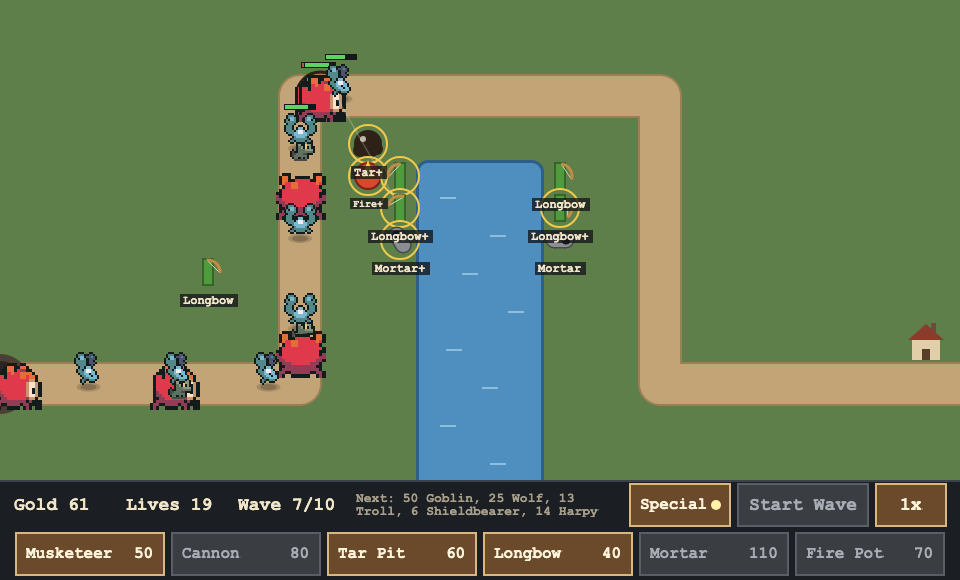 Tar+
Fire+
Longbow
Longbow+
Longbow+
Mortar+
Mortar
Longbow
Gold 61
Lives 19
Wave 7/10
Next: 50 Goblin, 25 Wolf, 13
Troll, 6 Shieldbearer, 14 Harpy
Special
Start Wave
1x
Musketeer 50
Cannon 80
Tar Pit 60
Longbow 40
Mortar 110
Fire Pot 70